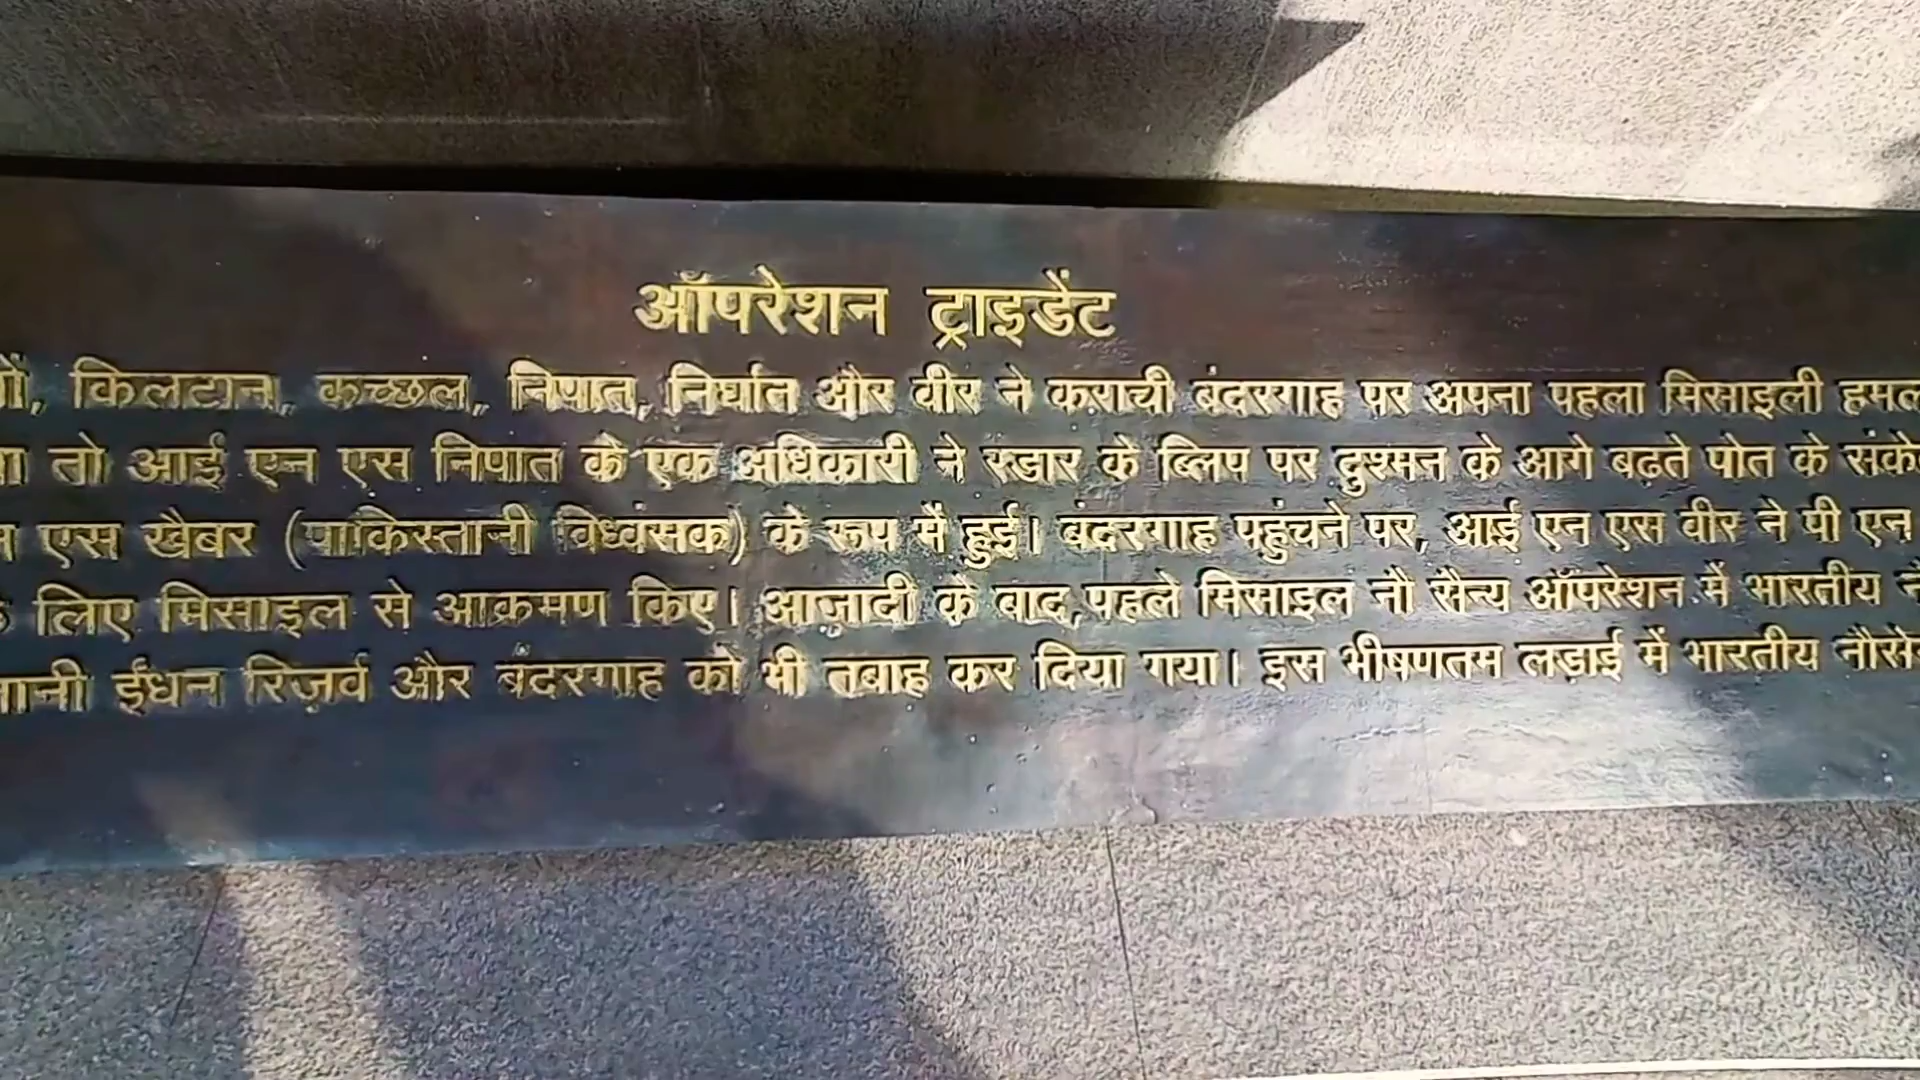 ऑपरेशन ट्राइडेंट
किलटान, कच्छल, निपात, निर्घात और वीर ने कराची बंदरगाह पर अपना पहला मिसाइली
तो आई एन एस निपात के एक अधिकारी ने रडार के ब्लिप पर दुश्मन के आगे बढ़ते पोत के
एस खैबर (पाकिस्तानी विध्वंसक) के रूप में हुई। बंदरगाह पहुंचने पर, आई एन एस वीर ने पी एन
लिए मिसाइल से आक्रमण किए। आज़ादी के बाद,पहले मिसाइल नौ सैन्य ऑपरेशन में भारतीय
ईंधन रिज़र्व और बंदरगाह को भी तबाह कर दिया गया। इस भीषणतम लड़ाई में भारतीय